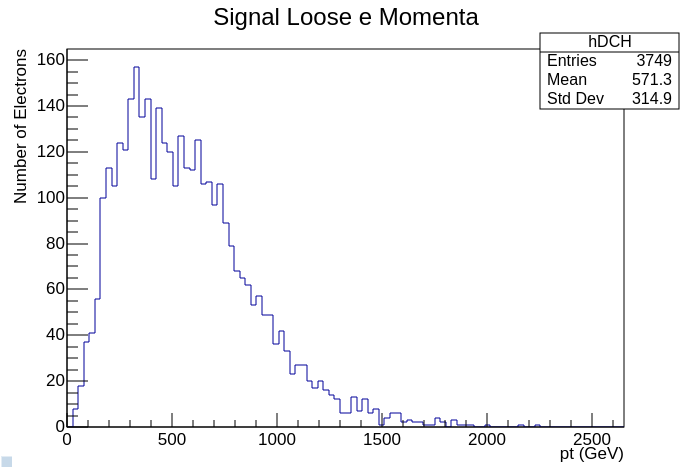 Signal Loose e Momenta
hDCH
Entries 3749
Mean 571.3
Std Dev 314.9
Number of Electrons
160
140
120
100
80
60
40
20
0
0 500 1000 1500 2000 2500
pt (GeV)